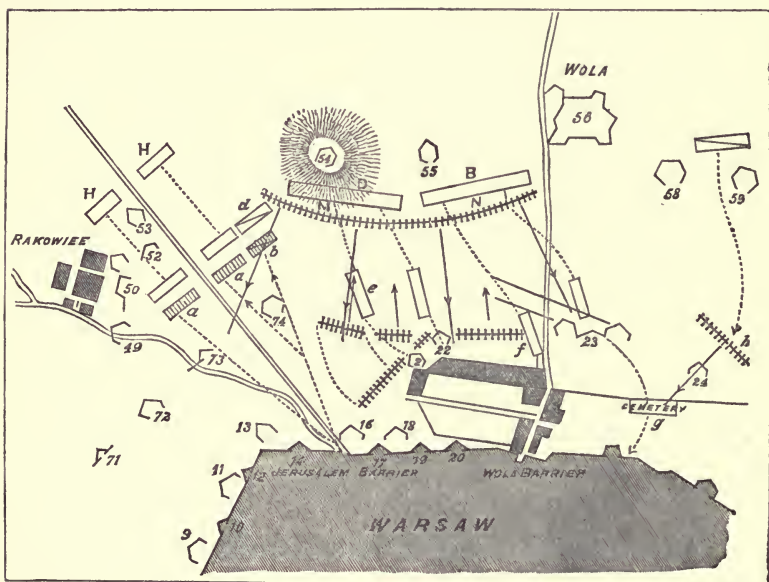 WOLA
56
54
55
H
B
58
59
D
H
d
M
N
53
RAKOWIEE
52
b
a
50
e
a
74
h
49
22
f
23
21
24
73
CEMETERY
g
72
13
16
18
71
14
17
19
20
JERUSALEM BARRIER
WOLA BARRIER
11
12
10
WARSAW
9